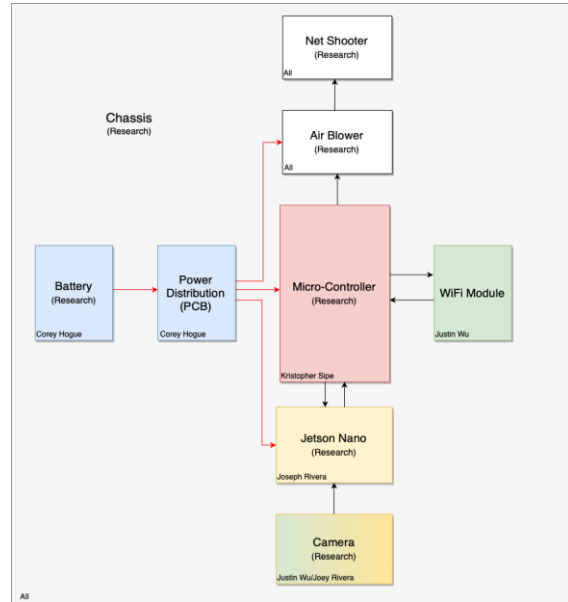 Net Shooter
(Research)
All
Chassis
(Research)
Air Blower
(Research)
All
Battery
(Research)
Corey Hogue
Power
Distribution
(PCB)
Corey Hogue
Micro-Controller
(Research)
Kristopher Sipe
WiFi Module
Justin Wu
Jetson Nano
(Research)
Joseph Rivera
Camera
(Research)
Justin Wu/Joey Rivera
All